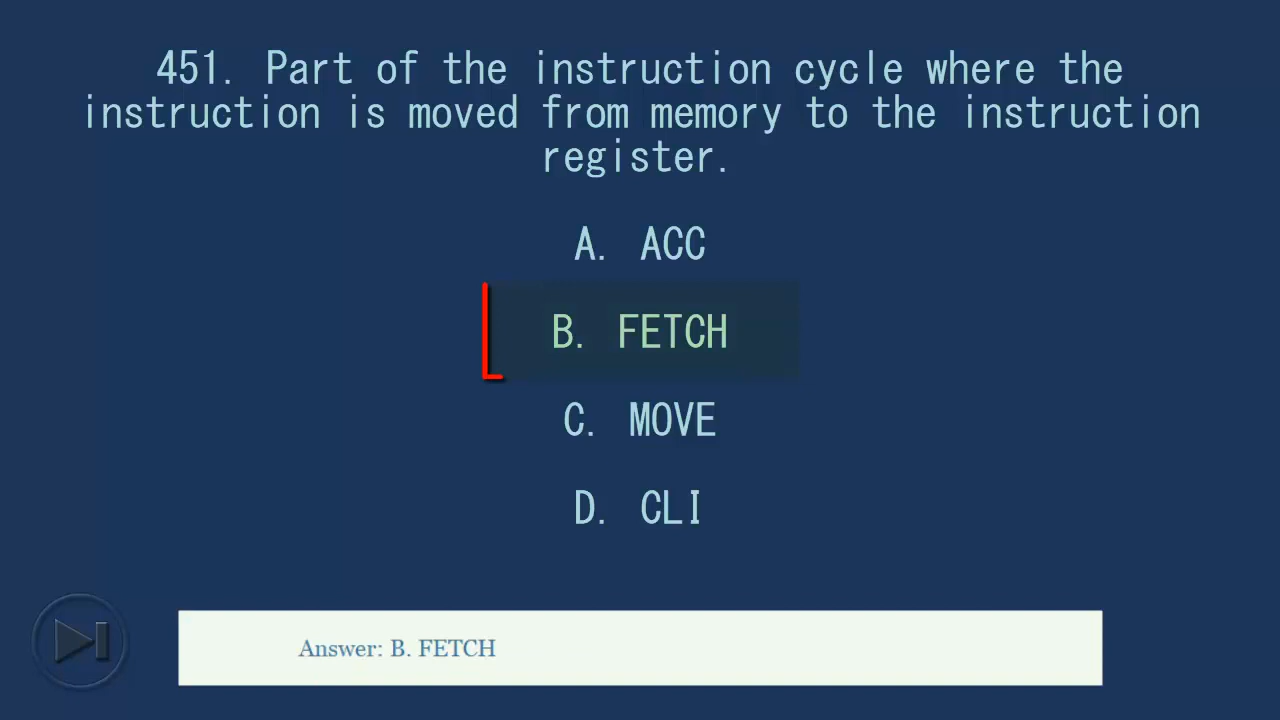 451. Part of the instruction cycle where the
instruction is moved from memory to the instruction
register.
A. ACC
B. FETCH
C. MOVE
D. CLI
Answer: B. FETCH